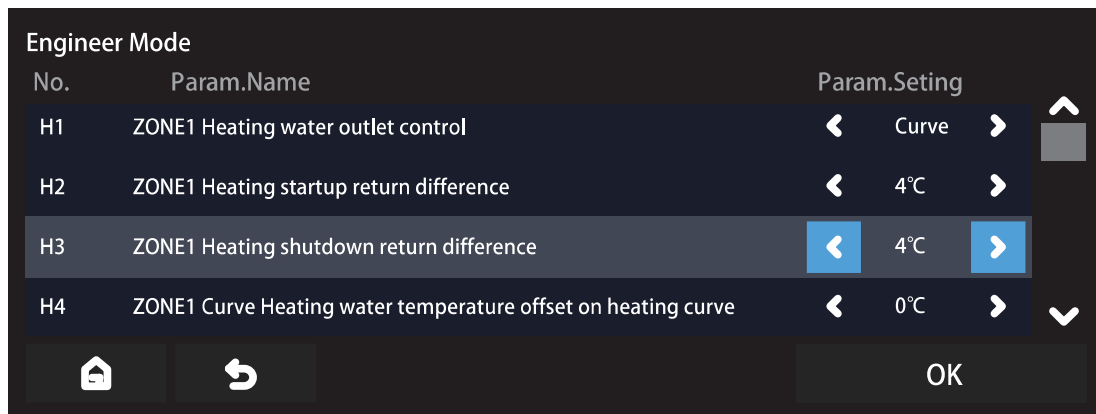 Engineer Mode
No. Param.Name Param.Seting
H1 ZONE1 Heating water outlet control Curve
H2 ZONE1 Heating startup return difference 4℃
H3 ZONE1 Heating shutdown return difference 4℃
H4 ZONE1 Curve Heating water temperature offset on heating curve 0℃
OK